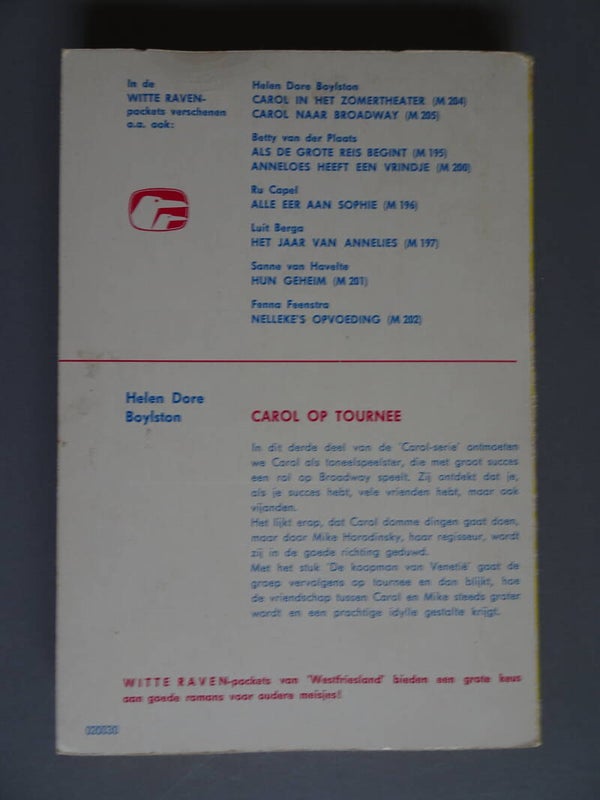 In de
WITTE RAVEN-
pockets verschenen
o.a. ook:
Helen Dore Boylston
CAROL IN HET ZOMERTHEATER (M 204)
CAROL NAAR BROADWAY (M 205)
Betty van der Plaats
ALS DE GROTE REIS BEGINT (M 195)
ANNELOES HEEFT EEN VRINDJE (M 200)
Ru Capel
ALLE EER AAN SOPHIE (M 196)
Luit Berga
HET JAAR VAN ANNELIES (M 197)
Sanne van Havelte
HUN GEHEIM (M 201)
Fenna Feenstra
NELLEKE'S OPVOEDING (M 202)
Helen Dore
Boylston
CAROL OP TOURNEE
In dit derde deel van de 'Carol-serie' ontmoeten
we Carol als toneelspeelster, die met groot succes
een rol op Broadway speelt. Zij ontdekt dat je,
als je succes hebt, vele vrienden hebt, maar ook
vijanden.
Het lijkt erop, dat Carol domme dingen gaat doen,
maar door Mike Horodinsky, haar regisseur, wordt
zij in de goede richting geduwd.
Met het stuk 'De koopman van Venetië' gaat de
groep vervolgens op tournee en dan blijkt, hoe
de vriendschap tussen Carol en Mike steeds groter
wordt en een prachtige idylle gestalte krijgt.
WITTE RAVEN-pockets van 'Westfriesland' bieden een grote keus
aan goede romans voor oudere meisjes!
020030